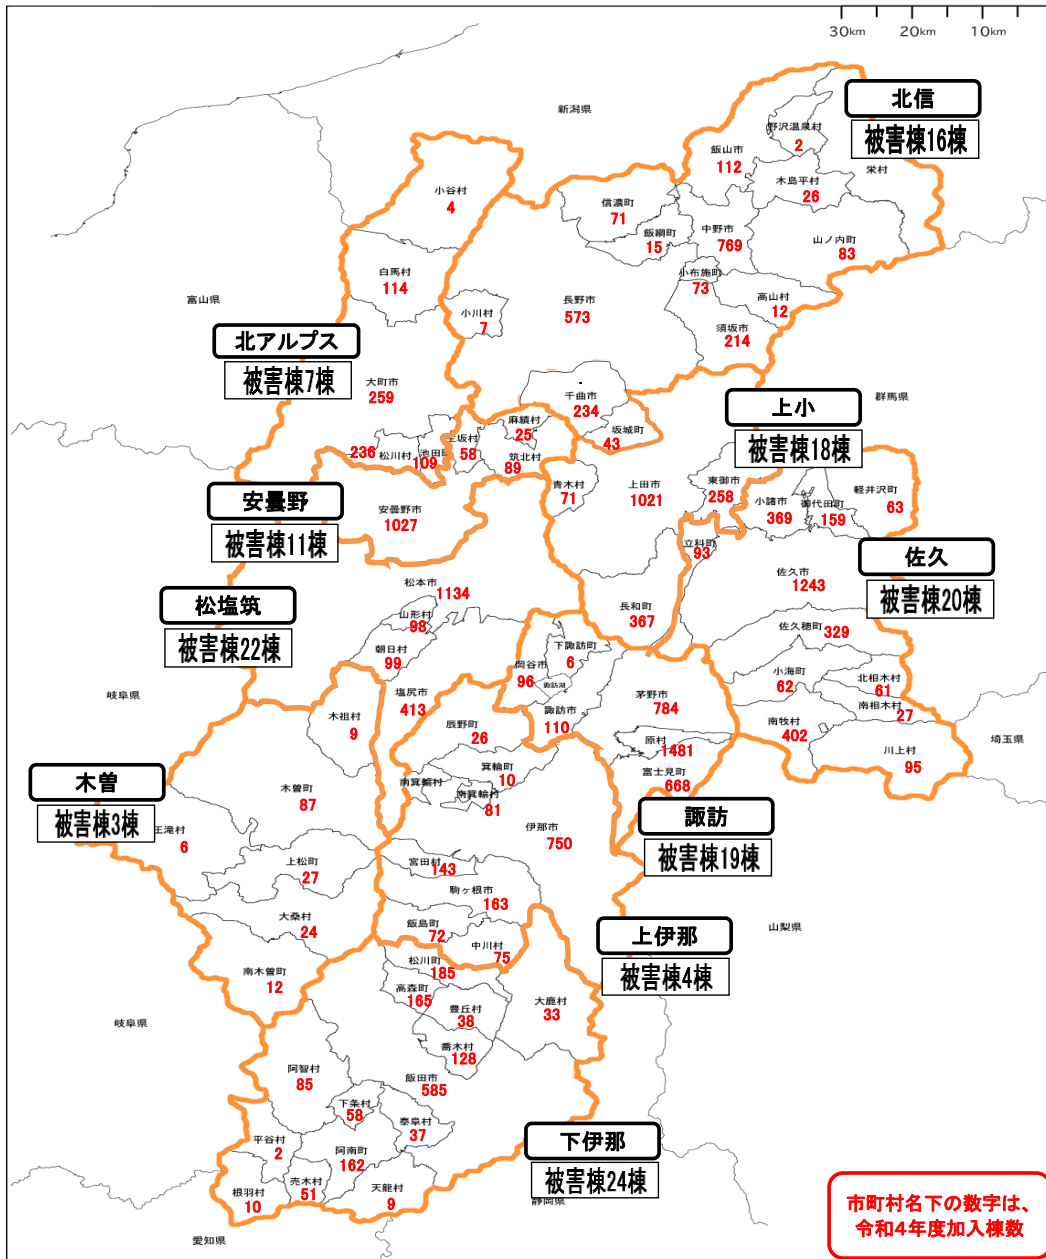 30km 20km 10km
新潟県
北信
被害棟16棟
野沢温泉村
2
飯山市
112
栄村
木島平村
26
小谷村
4
信濃町
71
飯綱町
15
中野市
769
山ノ内町
83
白馬村
114
小布施町
73
高山村
12
富山県
長野市
573
小川村
7
須坂市
214
北アルプス
被害棟7棟
大町市
259
千曲市
234
坂城町
43
麻績村
25
筑北村
89
上小
被害棟18棟
群馬県
236
松川村
池田町
109
生坂村
58
青木村
71
上田市
1021
東御市
258
小諸市
369
御代田町
159
軽井沢町
63
安曇野
被害棟11棟
安曇野市
1027
立科町
93
佐久
被害棟20棟
佐久市
1243
松本市
1134
松塩筑
被害棟22棟
山形村
98
朝日村
99
長和町
367
佐久穂町
329
下諏訪町
6
岡谷市
96
諏訪湖
小海町
62
北相木村
61
南相木村
27
岐阜県
塩尻市
413
茅野市
784
諏訪市
110
木祖村
9
辰野町
26
南牧村
402
川上村
95
埼玉県
原村
1481
富士見町
668
箕輪町
10
南箕輪村
南箕輪村
81
木曽
被害棟3棟
木曽町
87
王滝村
6
伊那市
750
諏訪
被害棟19棟
上松町
27
宮田村
143
駒ヶ根市
163
大桑村
24
飯島町
72
中川村
75
上伊那
被害棟4棟
山梨県
松川町
185
南木曽町
12
高森町
165
豊丘村
38
大鹿村
33
岐阜県
喬木村
128
阿智村
85
飯田市
585
下条村
58
泰阜村
37
下伊那
被害棟24棟
平谷村
2
阿南町
162
売木村
51
天龍村
9
根羽村
10
静岡県
愛知県
市町村名下の数字は、
令和4年度加入棟数